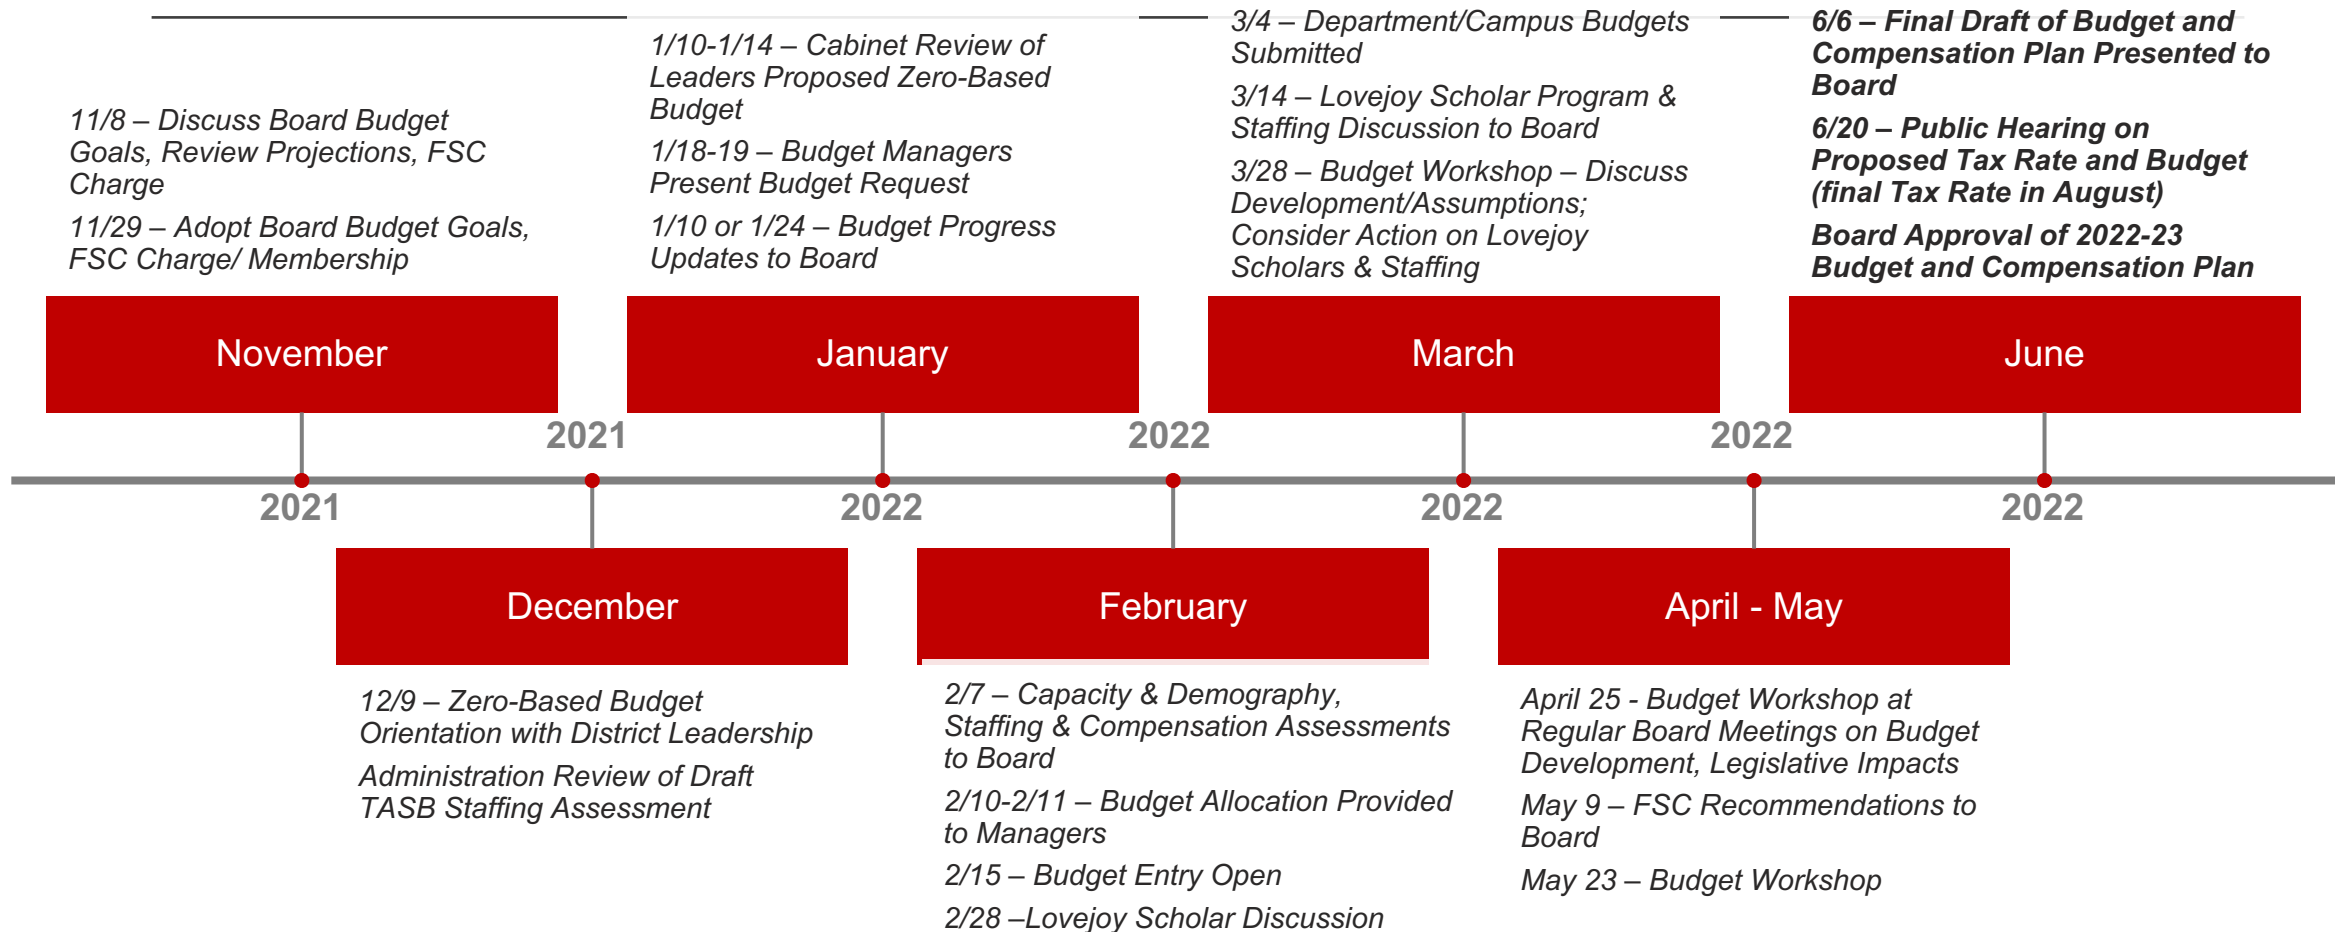 11/8 – Discuss Board Budget
Goals, Review Projections, FSC
Charge
11/29 – Adopt Board Budget Goals,
FSC Charge/ Membership
1/10-1/14 – Cabinet Review of
Leaders Proposed Zero-Based
Budget
1/18-19 – Budget Managers
Present Budget Request
1/10 or 1/24 – Budget Progress
Updates to Board
3/4 – Department/Campus Budgets
Submitted
3/14 – Lovejoy Scholar Program &
Staffing Discussion to Board
3/28 – Budget Workshop – Discuss
Development/Assumptions;
Consider Action on Lovejoy
Scholars & Staffing
6/6 – Final Draft of Budget and
Compensation Plan Presented to
Board
6/20 – Public Hearing on
Proposed Tax Rate and Budget
(final Tax Rate in August)
Board Approval of 2022-23
Budget and Compensation Plan
November
January
March
June
2021
2022
2022
2021
2022
2022
2022
December
February
April - May
12/9 – Zero-Based Budget
Orientation with District Leadership
Administration Review of Draft
TASB Staffing Assessment
2/7 – Capacity & Demography,
Staffing & Compensation Assessments
to Board
2/10-2/11 – Budget Allocation Provided
to Managers
2/15 – Budget Entry Open
2/28 –Lovejoy Scholar Discussion
April 25 - Budget Workshop at
Regular Board Meetings on Budget
Development, Legislative Impacts
May 9 – FSC Recommendations to
Board
May 23 – Budget Workshop